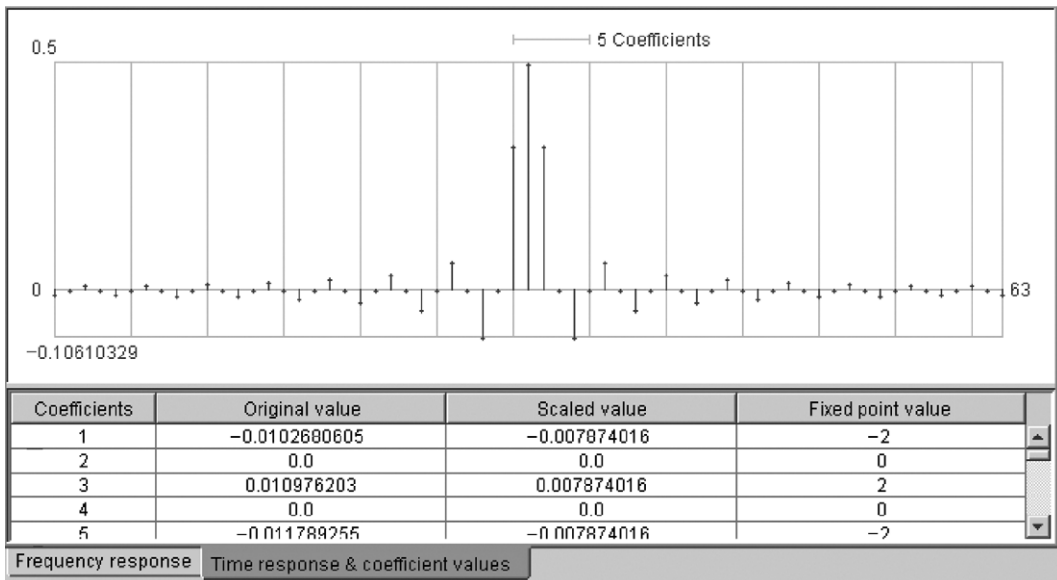 5 Coefficients
0.5
0
63
−0.10610329
Coefficients Original value Scaled value Fixed point value
1 −0.0102680605 −0.007874016 −2
2 0.0 0.0 0
3 0.010976203 0.007874016 2
4 0.0 0.0 0
5 −0.011789255 −0.007874016 −2
Frequency response Time response & coefficient values